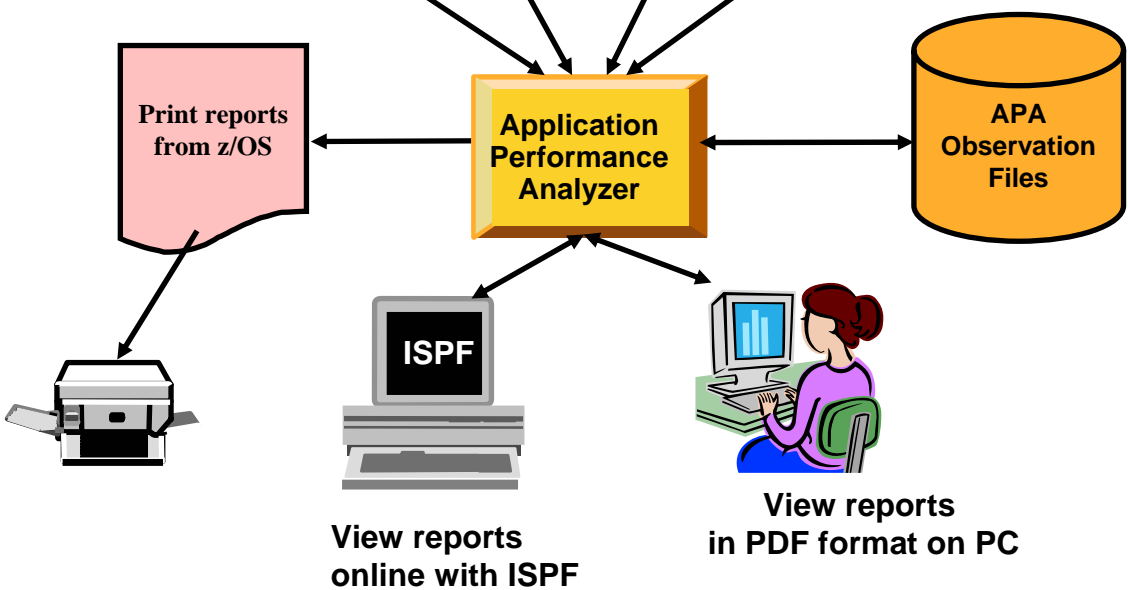 Print reports
from z/OS
Application
Performance
Analyzer
APA
Observation
Files
ISPF
View reports
online with ISPF
View reports
in PDF format on PC